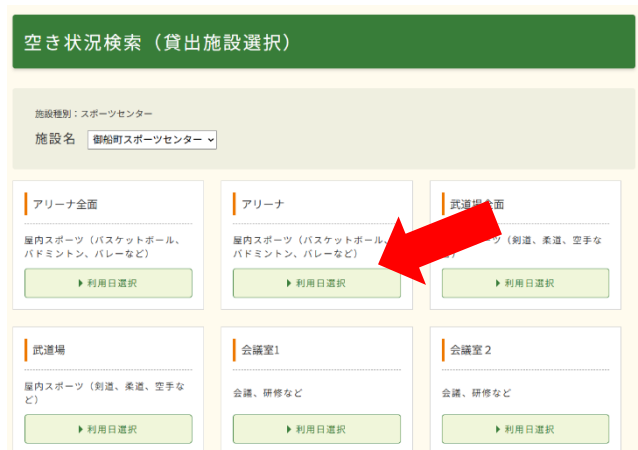 空き状況検索（貸出施設選択）
施設種別：スポーツセンター
施設名 御船町スポーツセンター
アリーナ全面
屋内スポーツ（バスケットボール、
バドミントン、バレーなど）
利用日選択
アリーナ
屋内スポーツ（バスケットボール、
バドミントン、バレーなど）
利用日選択
武道場全面
ツ（剣道、柔道、空手な
利用日選択
武道場
屋内スポーツ（剣道、柔道、空手な
ど）
利用日選択
会議室1
会議、研修など
利用日選択
会議室２
会議、研修など
利用日選択